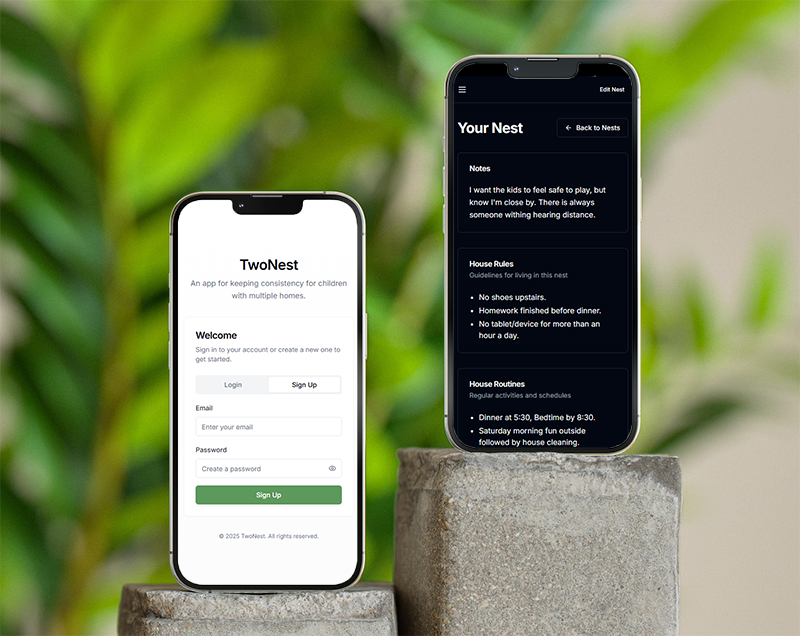 TwoNest
An app for keeping consistency for children
with multiple homes.
Welcome
Sign in to your account or create a new one to
get started.
Login
Sign Up
Email
Enter your email
Password
Create a password
Sign Up
© 2025 TwoNest. All rights reserved.
Edit Nest
Your Nest
← Back to Nests
Notes
I want the kids to feel safe to play, but
know I'm close by. There is always
someone withing hearing distance.
House Rules
Guidelines for living in this nest
• No shoes upstairs.
• Homework finished before dinner.
• No tablet/device for more than an
hour a day.
House Routines
Regular activities and schedules
• Dinner at 5:30, Bedtime by 8:30.
• Saturday morning fun outside
followed by house cleaning.